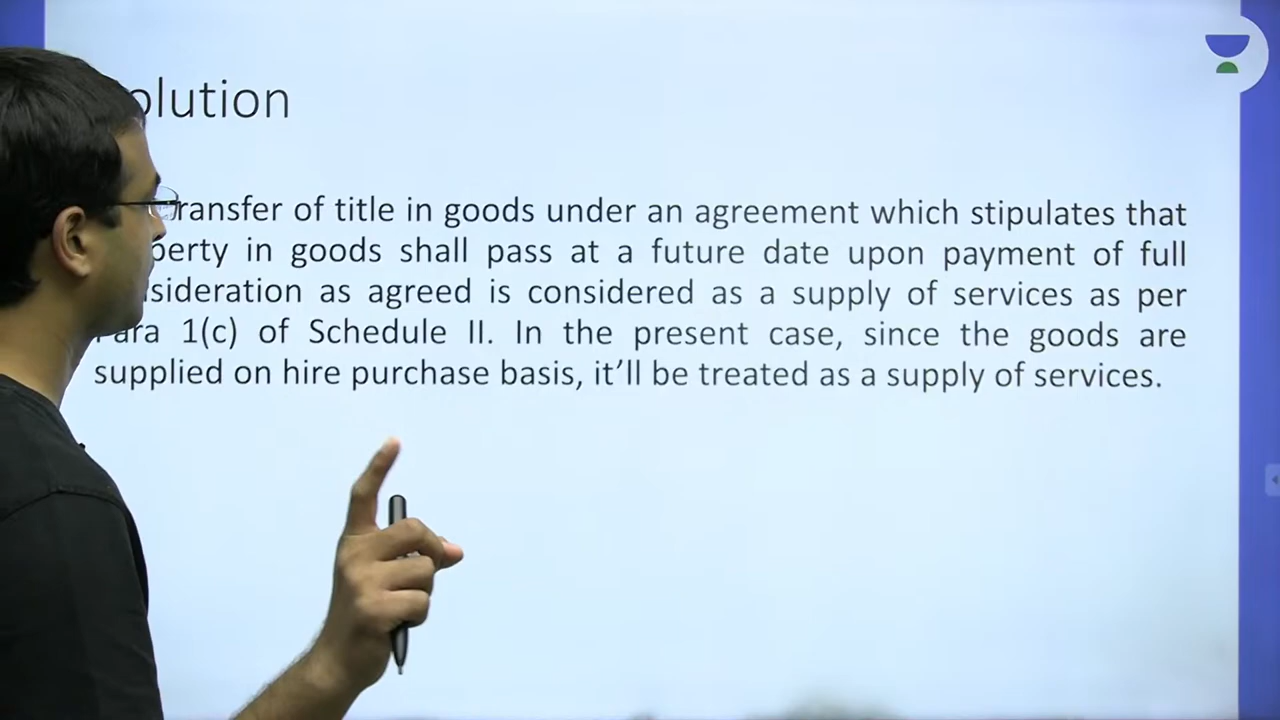 olution
ransfer of title in goods under an agreement which stipulates that
perty in goods shall pass at a future date upon payment of full
sideration as agreed is considered as a supply of services as per
ara 1(c) of Schedule II. In the present case, since the goods are
supplied on hire purchase basis, it’ll be treated as a supply of services.